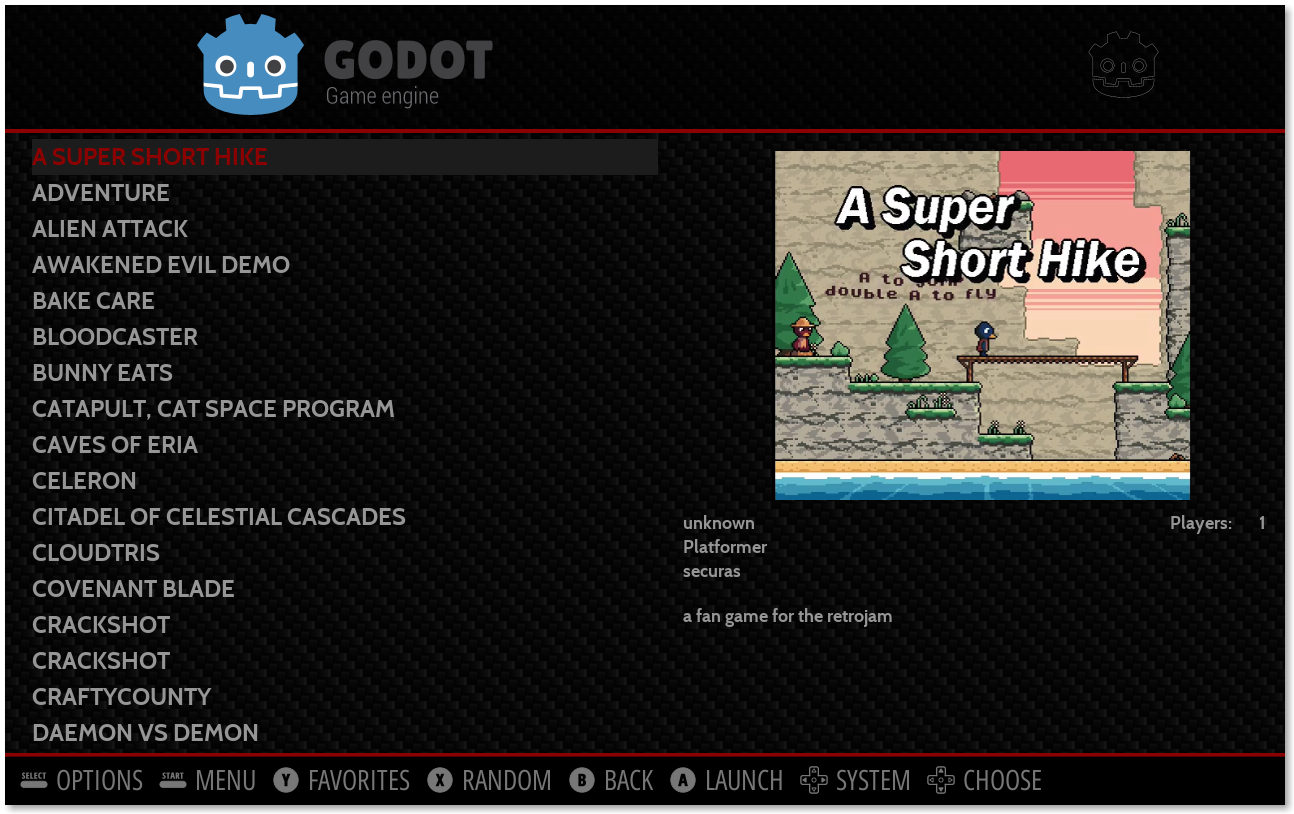 GODOT
Game engine
A SUPER SHORT HIKE
ADVENTURE
ALIEN ATTACK
AWAKENED EVIL DEMO
BAKE CARE
BLOODCASTER
BUNNY EATS
CATAPULT, CAT SPACE PROGRAM
CAVES OF ERIA
CELERON
CITADEL OF CELESTIAL CASCADES
CLOUDTRIS
COVENANT BLADE
CRACKSHOT
CRACKSHOT
CRAFTYCOUNTY
DAEMON VS DEMON
A Super
Short Hike
A to
double A to fly
unknown Players: 1
Platformer
securas
a fan game for the retrojam
SELECT OPTIONS START MENU Y FAVORITES X RANDOM B BACK A LAUNCH SYSTEM CHOOSE